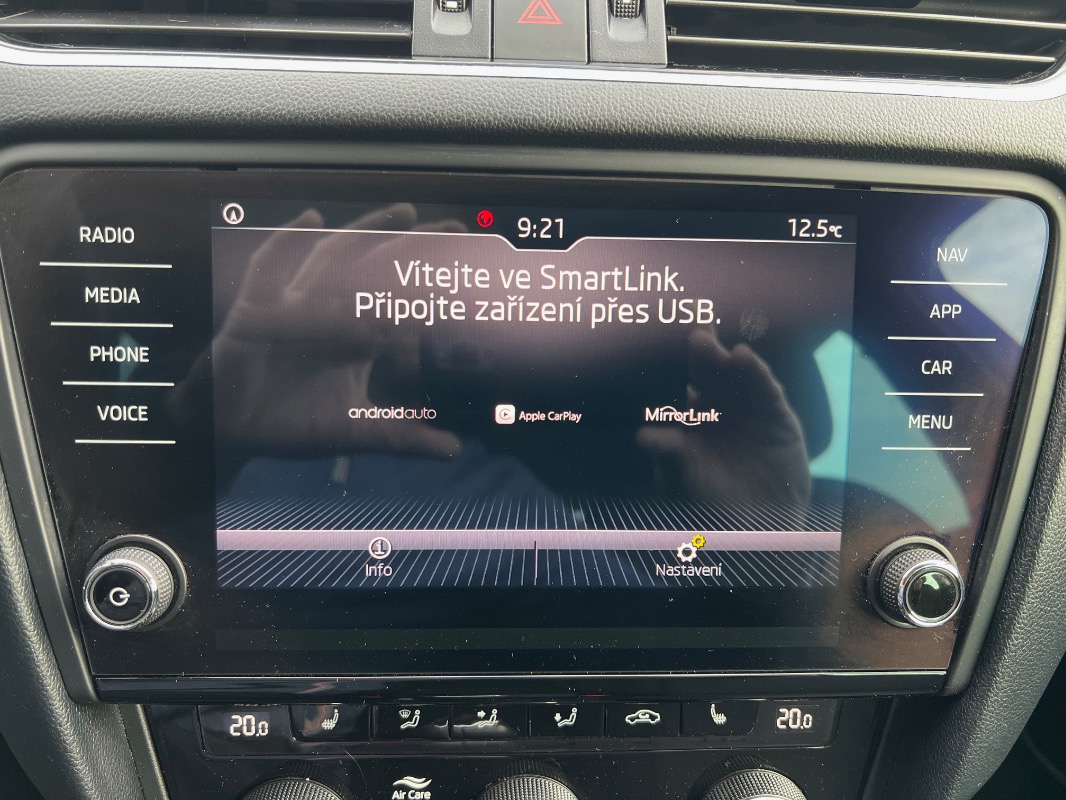 9:21
12.5°C
RADIO
MEDIA
PHONE
VOICE
Vítejte ve SmartLink.
Připojte zařízení přes USB.
androidauto
Apple CarPlay
MirrorLink
Info
Nastavení
NAV
APP
CAR
MENU
20.0
20.0
Air Care